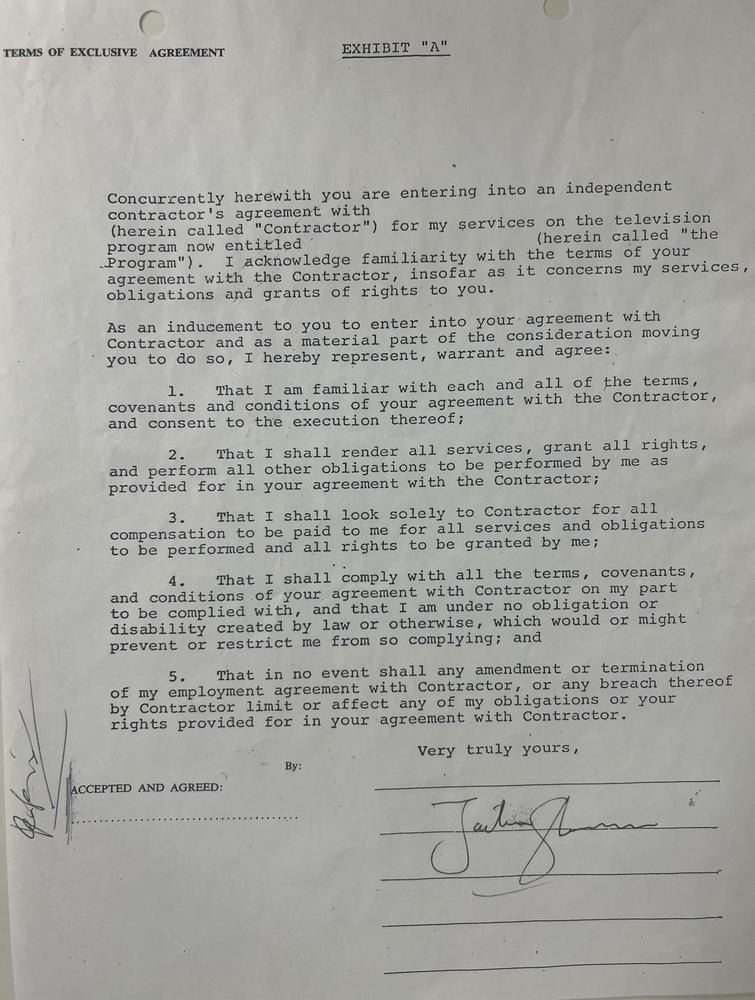 TERMS OF EXCLUSIVE AGREEMENT EXHIBIT "A"
Concurrently herewith you are entering into an independent
contractor's agreement with
(herein called "Contractor") for my services on the television
program now entitled (herein called "the
Program"). I acknowledge familiarity with the terms of your
agreement with the Contractor, insofar as it concerns my services,
obligations and grants of rights to you.
As an inducement to you to enter into your agreement with
Contractor and as a material part of the consideration moving
you to do so, I hereby represent, warrant and agree:
1. That I am familiar with each and all of the terms,
covenants and conditions of your agreement with the Contractor,
and consent to the execution thereof;
2. That I shall render all services, grant all rights,
and perform all other obligations to be performed by me as
provided for in your agreement with the Contractor;
3. That I shall look solely to Contractor for all
compensation to be paid to me for all services and obligations
to be performed and all rights to be granted by me;
4. That I shall comply with all the terms, covenants,
and conditions of your agreement with Contractor on my part
to be complied with, and that I am under no obligation or
disability created by law or otherwise, which would or might
prevent or restrict me from so complying; and
5. That in no event shall any amendment or termination
of my employment agreement with Contractor, or any breach thereof
by Contractor limit or affect any of my obligations or your
rights provided for in your agreement with Contractor.
Very truly yours,
By:
ACCEPTED AND AGREED: